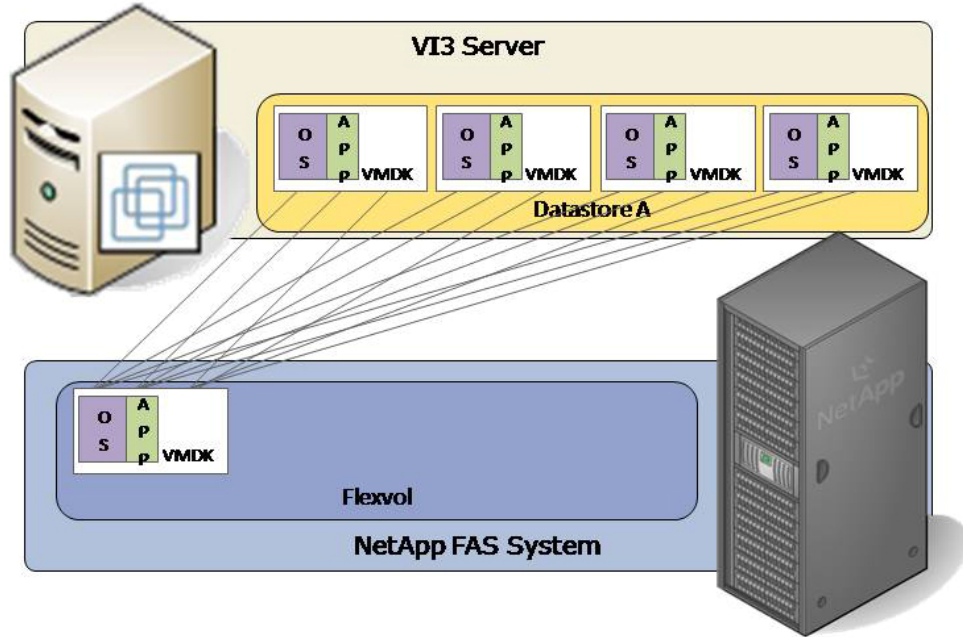 VI3 Server
O S A P P VMDK
O S A P P VMDK
O S A P P VMDK
O S A P P VMDK
Datastore A
NetApp
O S A P P VMDK
Flexvol
NetApp FAS System